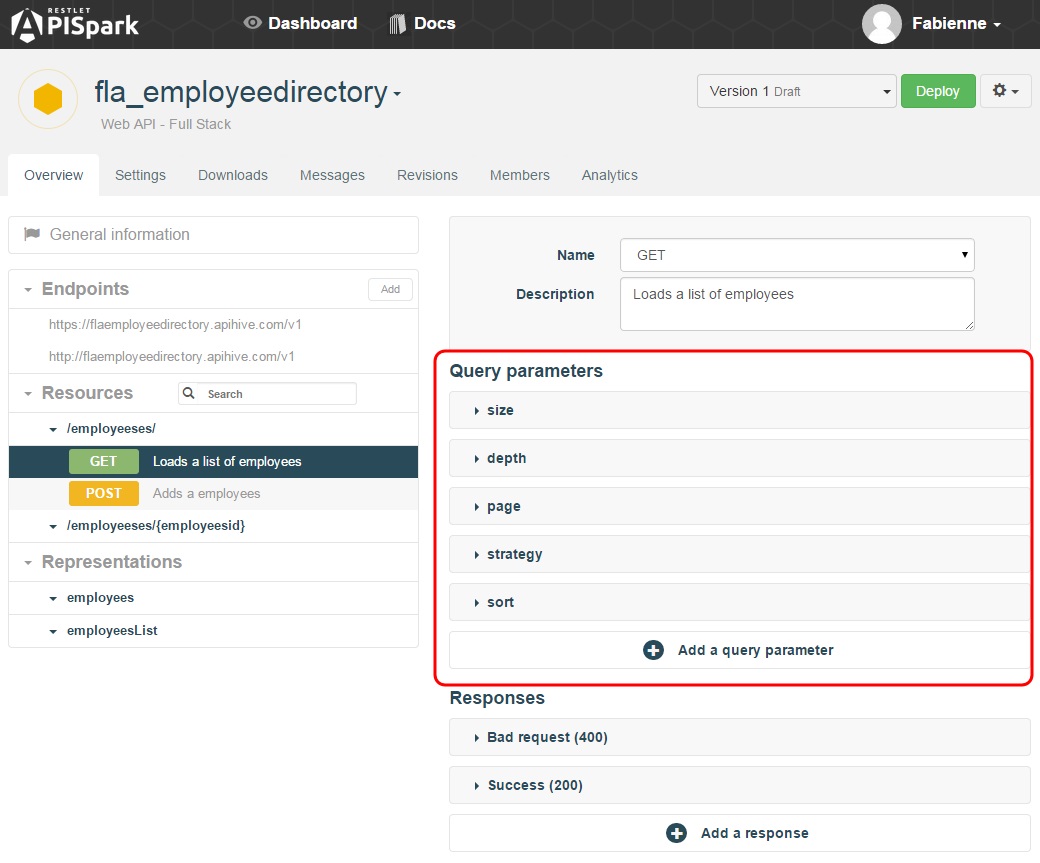 RESTLET
APISpark
Dashboard
Docs
Fabienne
fla_employeedirectory
Web API - Full Stack
Version 1 Draft
Deploy
Overview
Settings
Downloads
Messages
Revisions
Members
Analytics
General information
Endpoints
Add
https://flaemployeedirectory.apihive.com/v1
http://flaemployeedirectory.apihive.com/v1
Resources
Search
/employeeses/
GET Loads a list of employees
POST Adds a employees
/employeeses/{employeesid}
Representations
employees
employeesList
Name
GET
Description
Loads a list of employees
Query parameters
size
depth
page
strategy
sort
Add a query parameter
Responses
Bad request (400)
Success (200)
Add a response